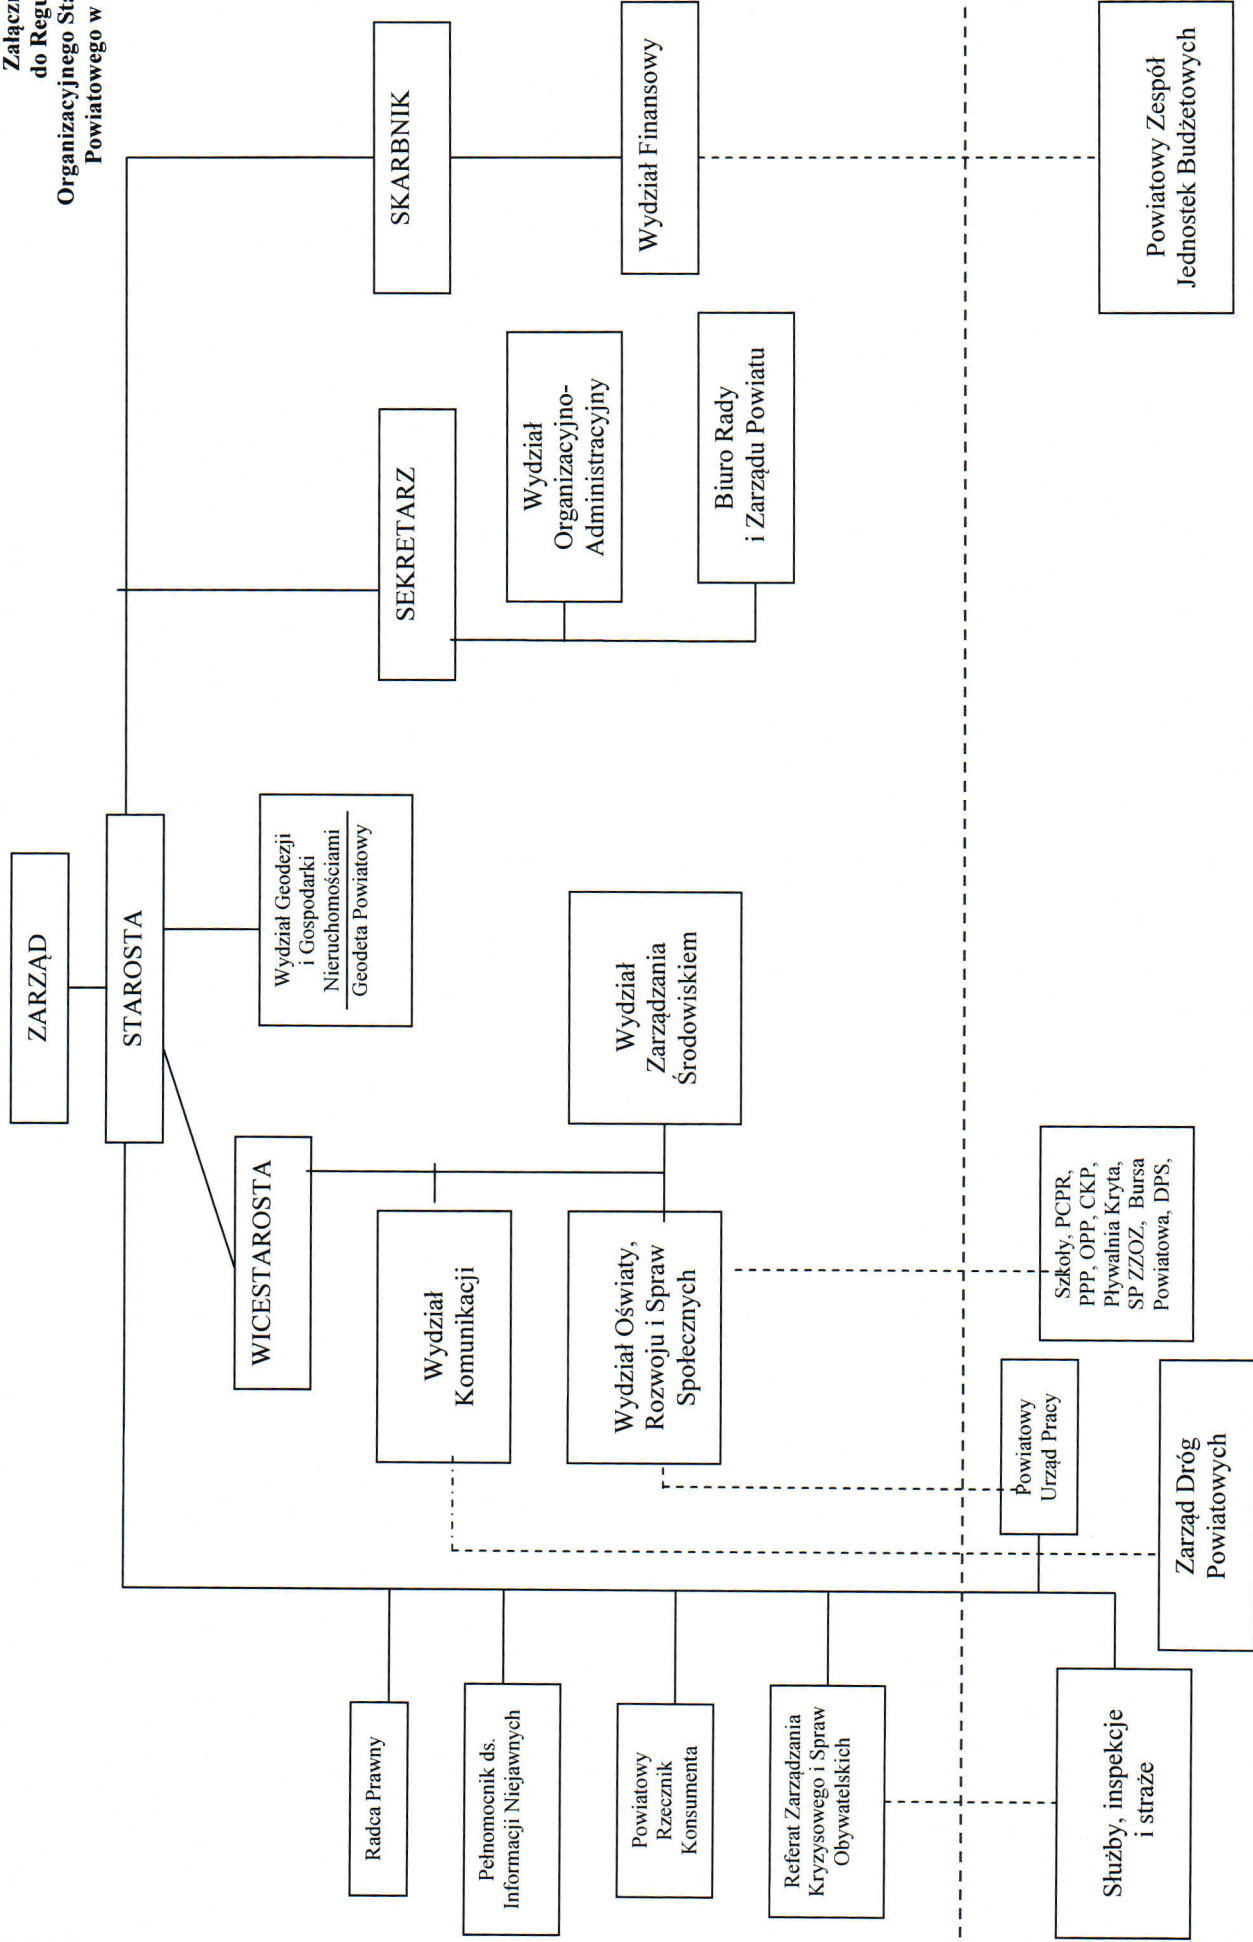 Załącz
do Regu
Organizacyjnego Sta
Powiatowego w
ZARZĄD
STAROSTA
WICESTAROSTA
Wydział Geodezji
i Gospodarki
Nieruchomościami
Geodeta Powiatowy
SEKRETARZ
SKARBNIK
Radca Prawny
Wydział
Komunikacji
Pełnomocnik ds.
Informacji Niejawnych
Wydział
Organizacyjno-
Administracyjny
Wydział Oświaty,
Rozwoju i Spraw
Społecznych
Wydział
Zarządzania
Środowiskiem
Wydział Finansowy
Powiatowy
Rzecznik
Konsumenta
Biuro Rady
i Zarządu Powiatu
Referat Zarządzania
Kryzysowego i Spraw
Obywatelskich
Powiatowy
Urząd Pracy
Szkoły, PCPR,
PPP, OPP, CKP,
Pływalnia Kryta,
SP ZZOZ, Bursa
Powiatowa, DPS,
Służby, inspekcje
i straże
Zarząd Dróg
Powiatowych
Powiatowy Zespół
Jednostek Budżetowych